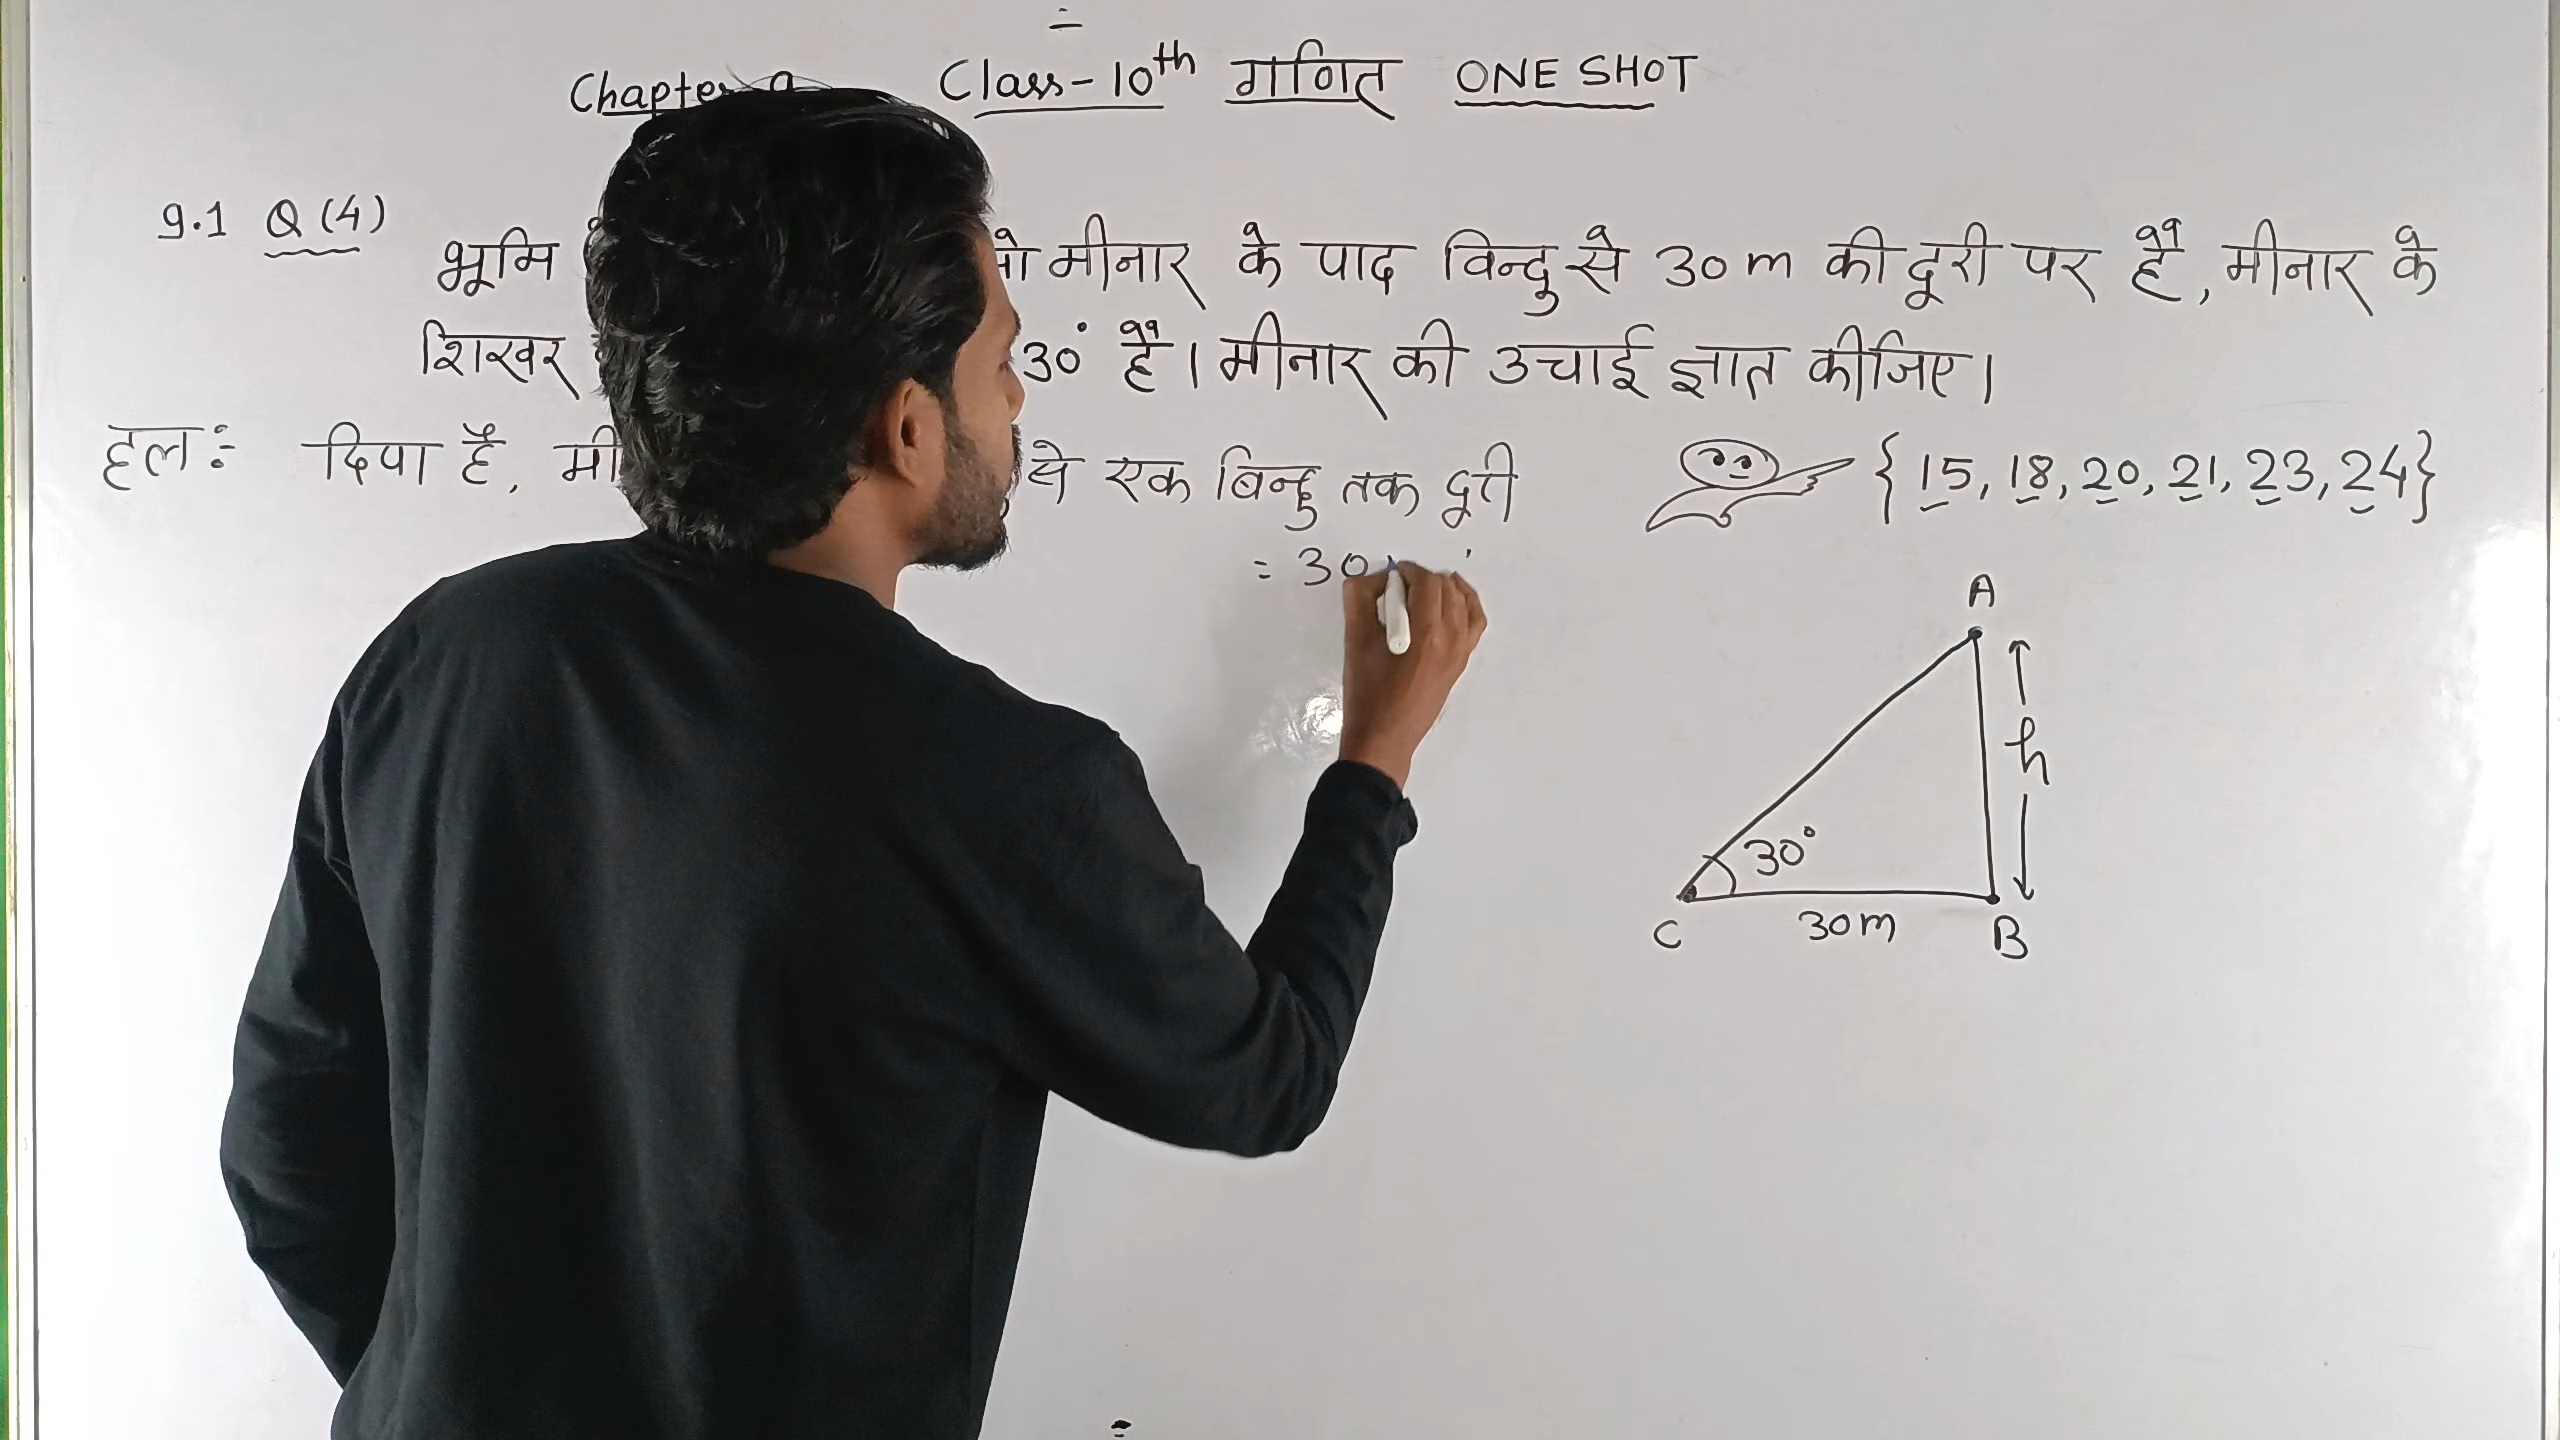 Chapter Class-10th गणित ONE SHOT
9.1 Q (4)
भूमि मीनार के पाद विन्दु से 30 m की दूरी पर है, मीनार के
शिखर 30° है। मीनार की उचाई ज्ञात कीजिए।
हल:- दिया है, से एक बिन्दु तक दूरी
{15, 18, 20, 21, 23, 24}
= 30
A
h
30°
C 30m B